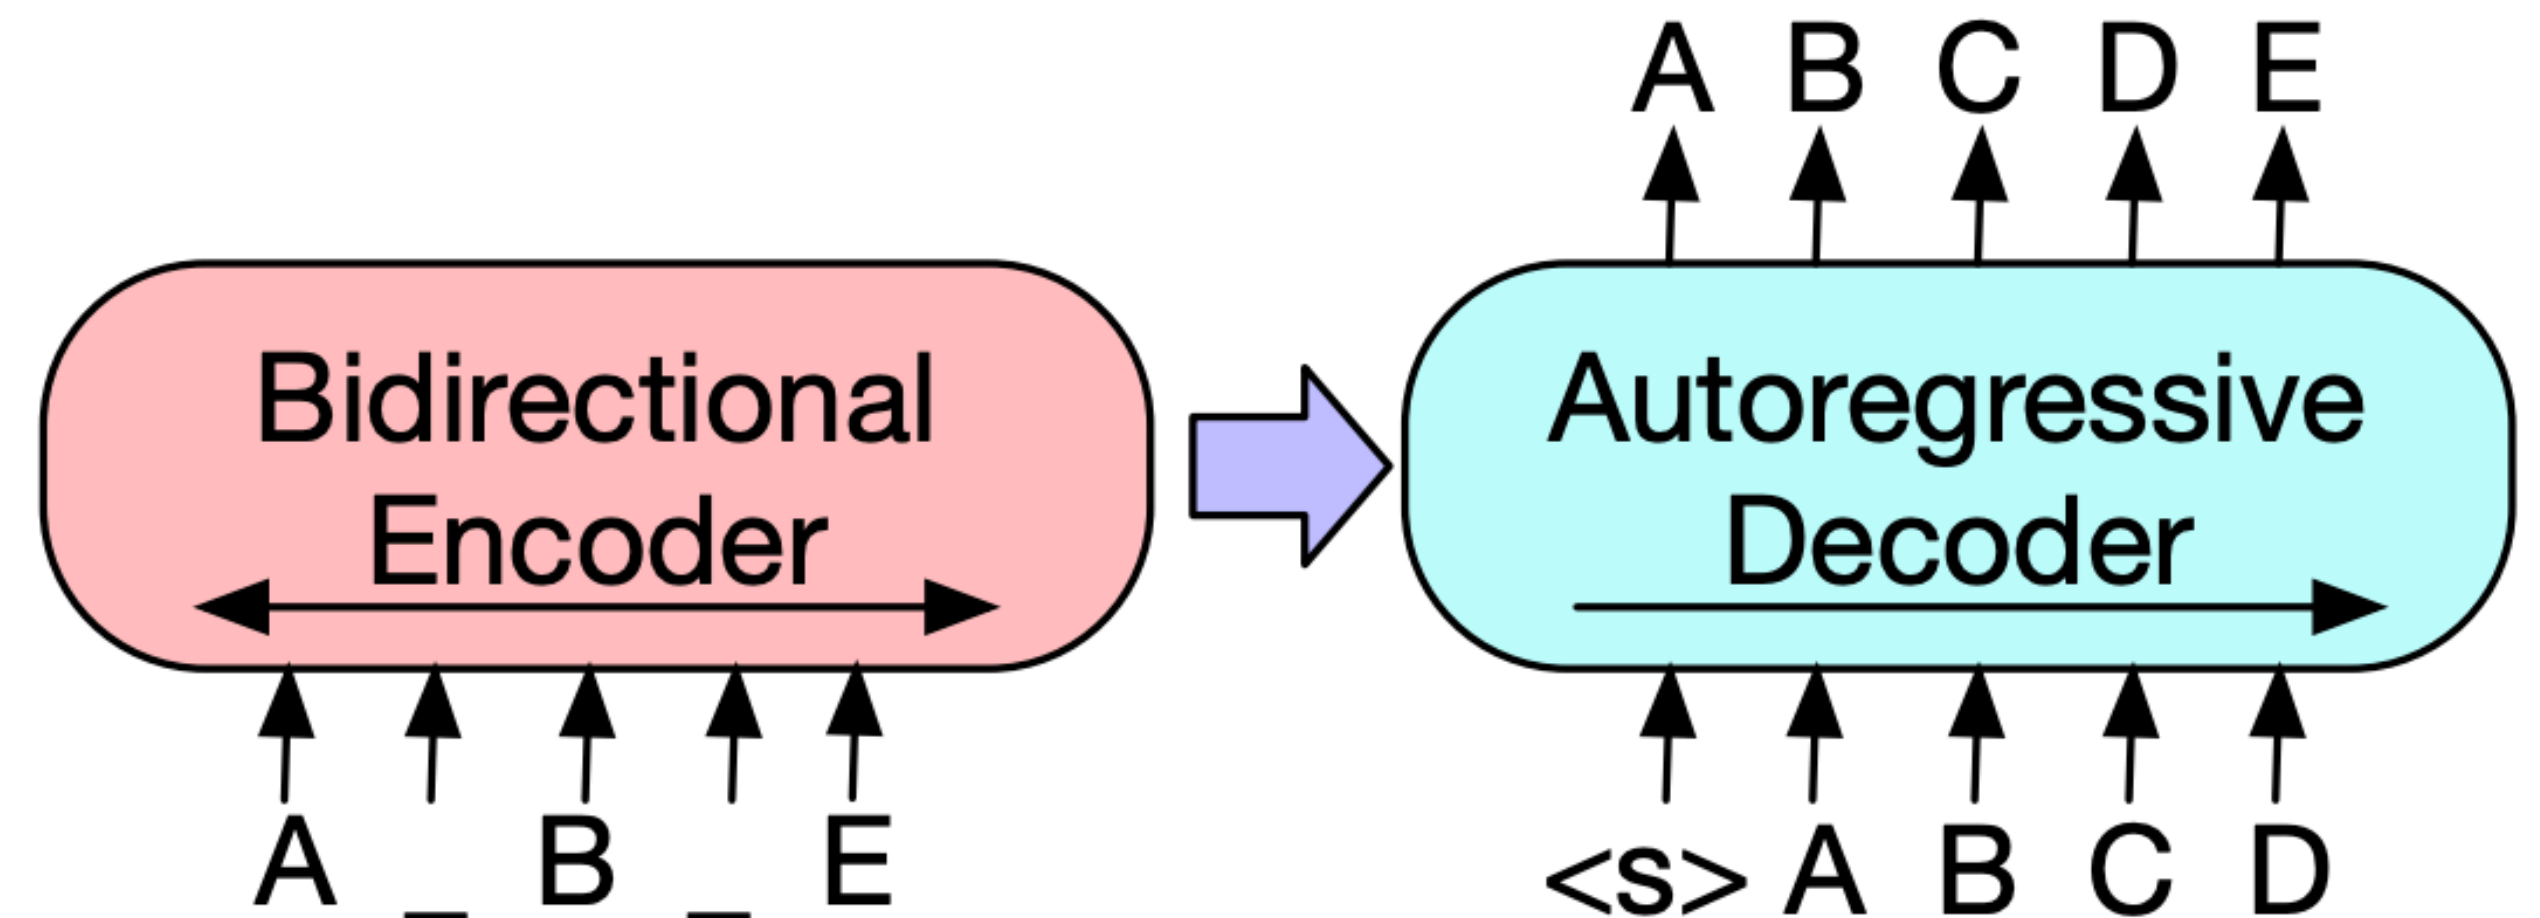 A B C D E
Bidirectional
Encoder
Autoregressive
Decoder
A _ B _ E
<s> A B C D